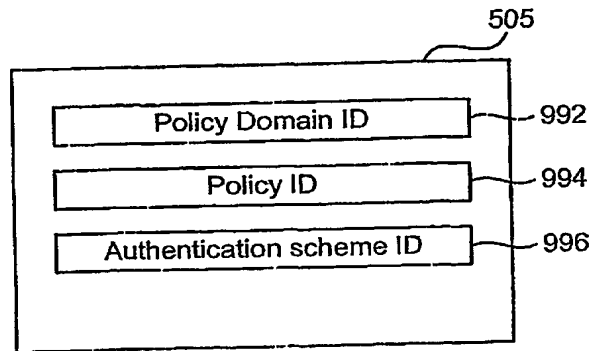 505
Policy Domain ID 992
Policy ID 994
Authentication scheme ID 996